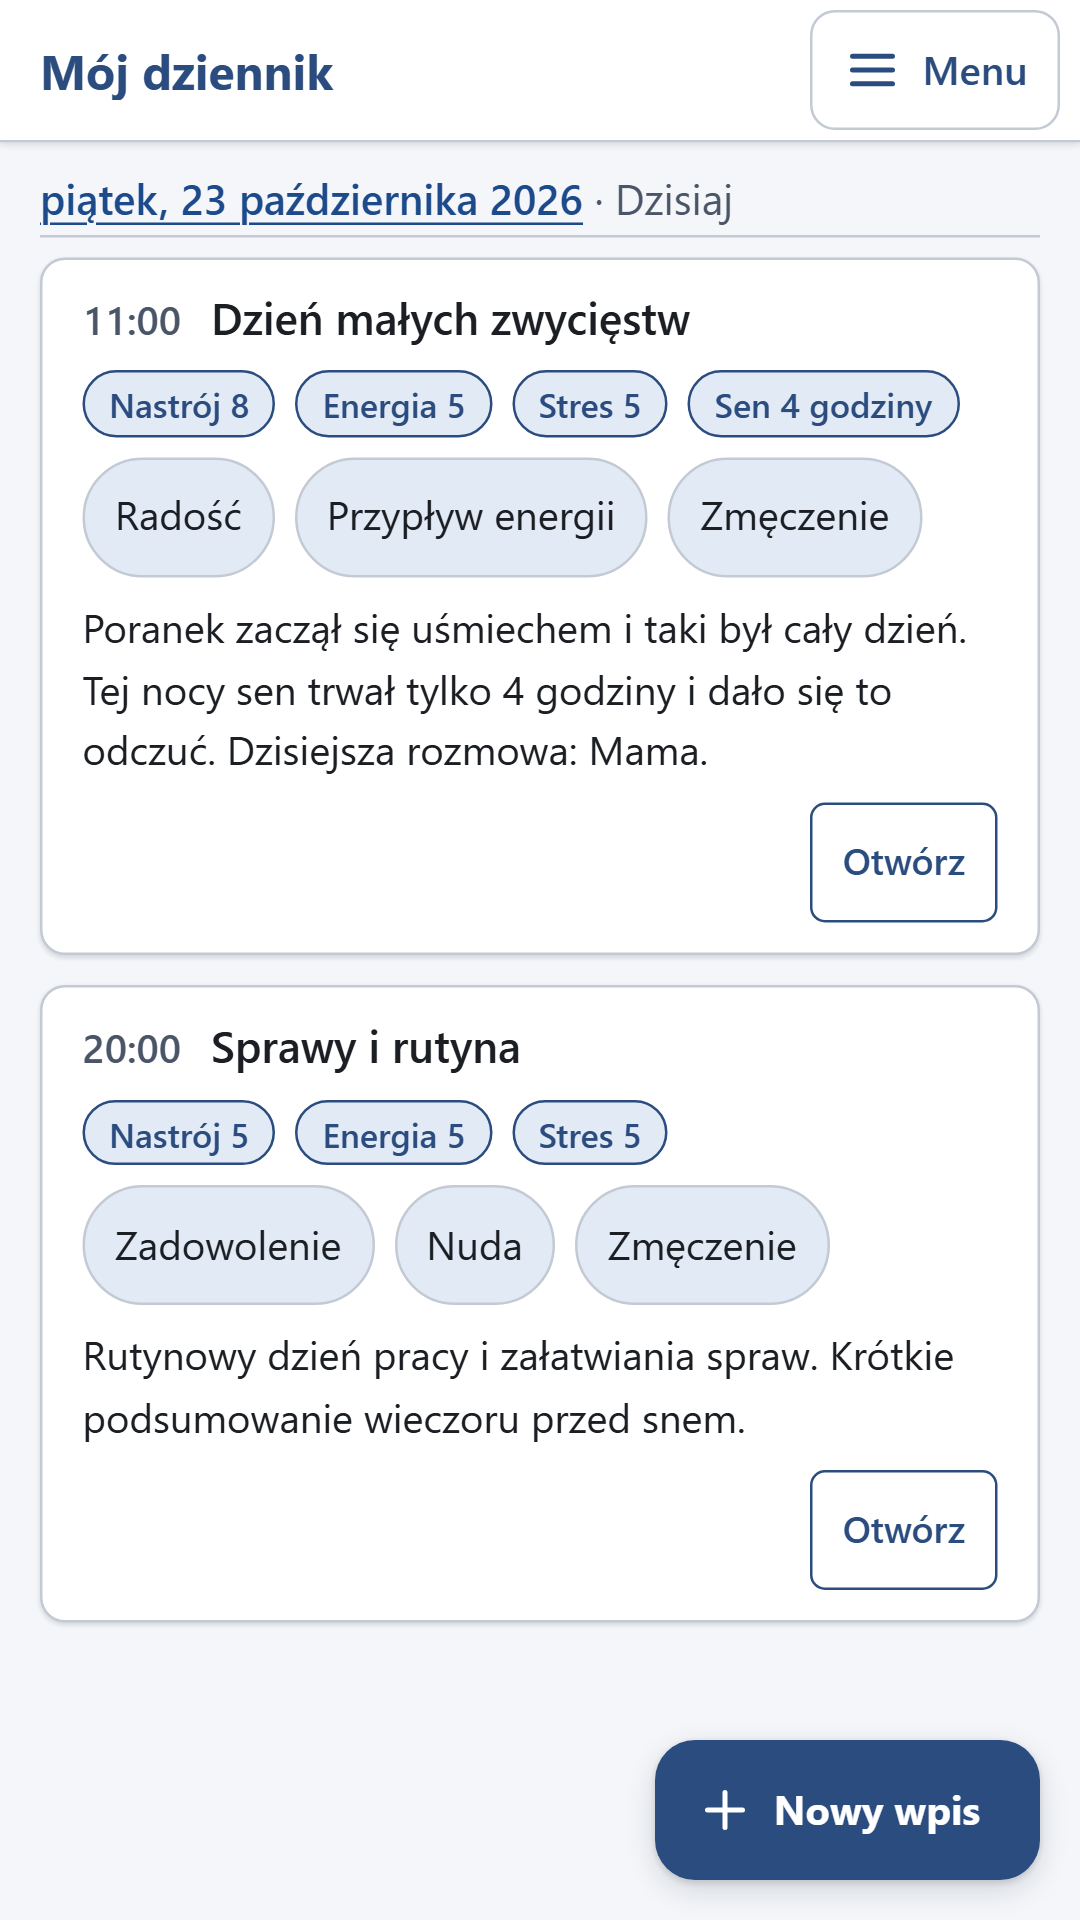 Mój dziennik
Menu
piątek, 23 października 2026 · Dzisiaj
11:00 Dzień małych zwycięstw
Nastrój 8 Energia 5 Stres 5 Sen 4 godziny
Radość Przypływ energii Zmęczenie
Poranek zaczął się uśmiechem i taki był cały dzień.
Tej nocy sen trwał tylko 4 godziny i dało się to
odczuć. Dzisiejsza rozmowa: Mama.
Otwórz
20:00 Sprawy i rutyna
Nastrój 5 Energia 5 Stres 5
Zadowolenie Nuda Zmęczenie
Rutynowy dzień pracy i załatwiania spraw. Krótkie
podsumowanie wieczoru przed snem.
Otwórz
Nowy wpis